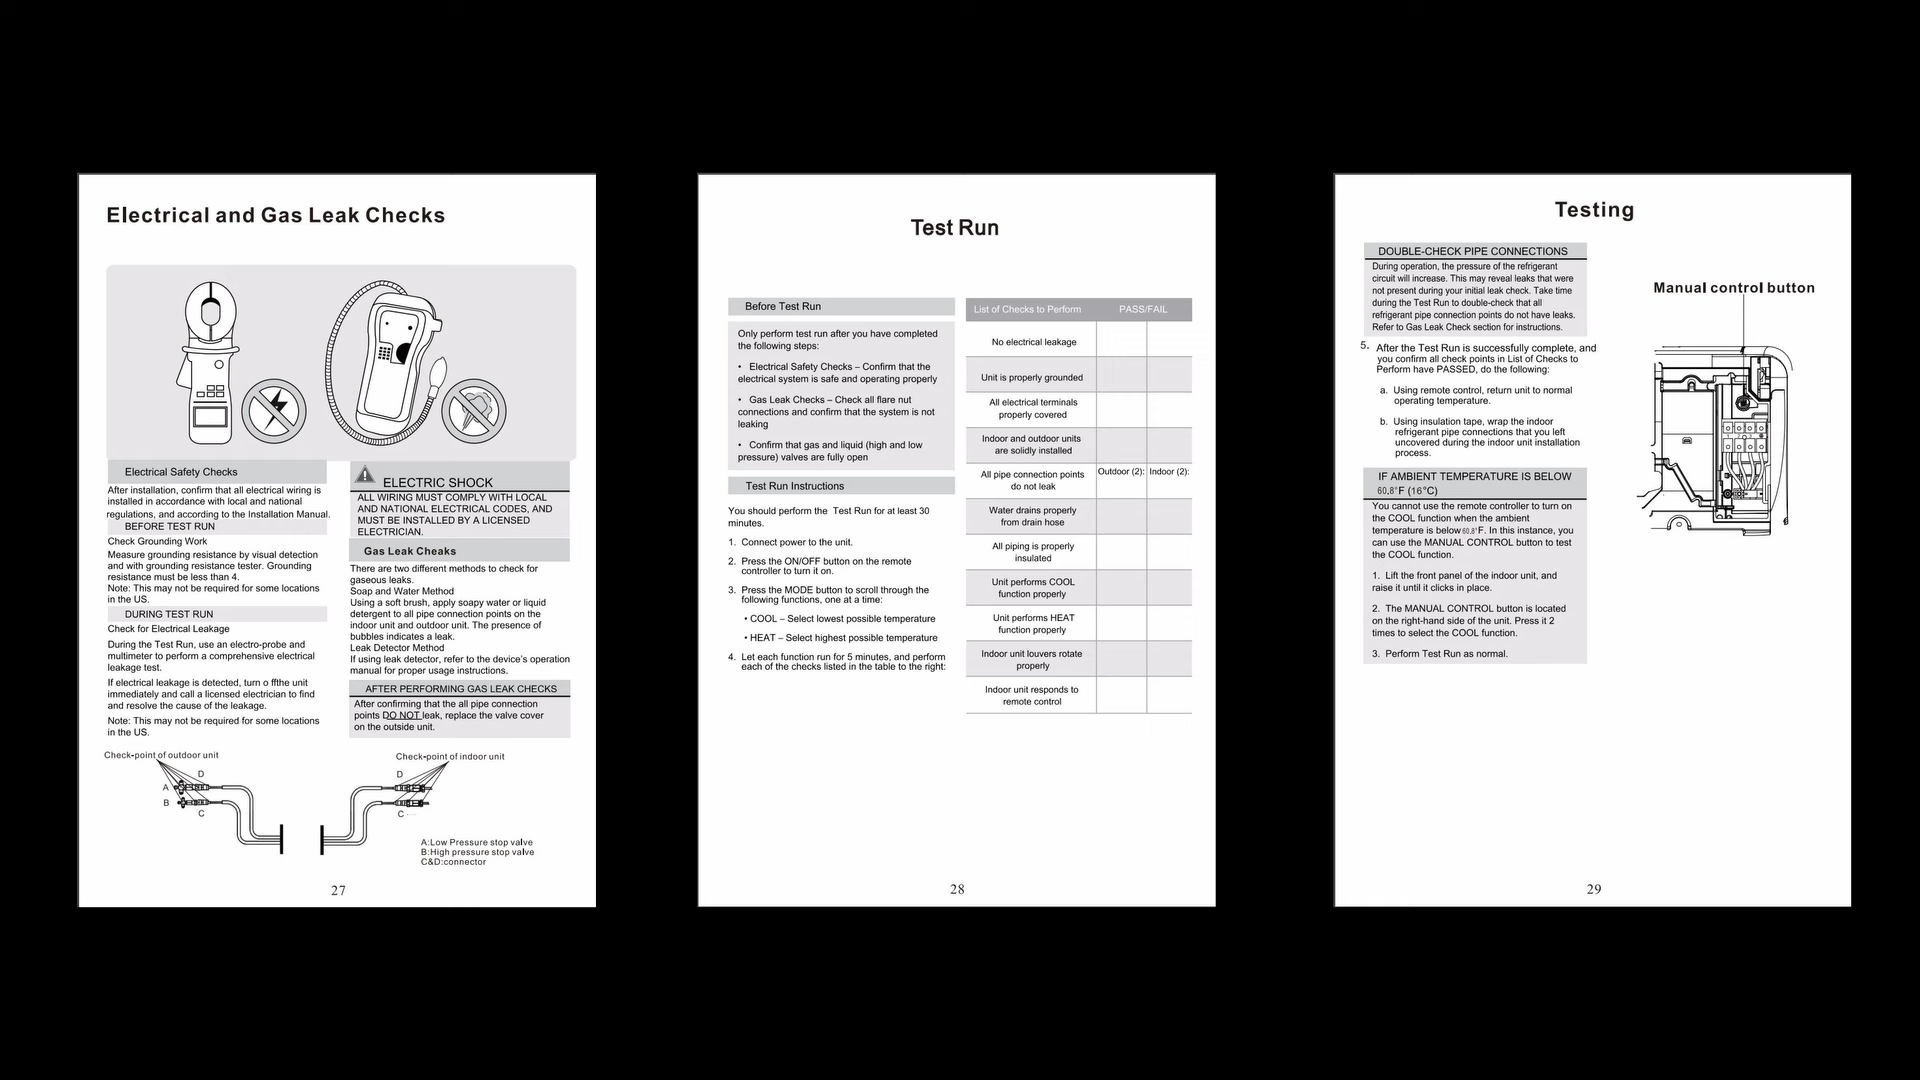 Electrical and Gas Leak Checks
Electrical Safety Checks
After installation, confirm that all electrical wiring is
installed in accordance with local and national
regulations, and according to the Installation Manual.
BEFORE TEST RUN
Check Grounding Work
Measure grounding resistance by visual detection
and with grounding resistance tester. Grounding
resistance must be less than 4.
Note: This may not be required for some locations
in the US.
DURING TEST RUN
Check for Electrical Leakage
During the Test Run, use an electro-probe and
multimeter to perform a comprehensive electrical
leakage test.
If electrical leakage is detected, turn o ffthe unit
immediately and call a licensed electrician to find
and resolve the cause of the leakage.
Note: This may not be required for some locations
in the US.
ELECTRIC SHOCK
ALL WIRING MUST COMPLY WITH LOCAL
AND NATIONAL ELECTRICAL CODES, AND
MUST BE INSTALLED BY A LICENSED
ELECTRICIAN.
Gas Leak Cheaks
There are two different methods to check for
gaseous leaks.
Soap and Water Method
Using a soft brush, apply soapy water or liquid
detergent to all pipe connection points on the
indoor unit and outdoor unit. The presence of
bubbles indicates a leak.
Leak Detector Method
If using leak detector, refer to the device's operation
manual for proper usage instructions.
AFTER PERFORMING GAS LEAK CHECKS
After confirming that the all pipe connection
points DO NOT leak, replace the valve cover
on the outside unit.
Check-point of outdoor unit
D
A
B
C
Check-point of indoor unit
D
C
A:Low Pressure stop valve
B:High pressure stop valve
C&D:connector
27
Test Run
Before Test Run
Only perform test run after you have completed
the following steps:
• Electrical Safety Checks – Confirm that the
electrical system is safe and operating properly
• Gas Leak Checks – Check all flare nut
connections and confirm that the system is not
leaking
• Confirm that gas and liquid (high and low
pressure) valves are fully open
Test Run Instructions
You should perform the Test Run for at least 30
minutes.
1. Connect power to the unit.
2. Press the ON/OFF button on the remote
controller to turn it on.
3. Press the MODE button to scroll through the
following functions, one at a time:
• COOL – Select lowest possible temperature
• HEAT – Select highest possible temperature
4. Let each function run for 5 minutes, and perform
each of the checks listed in the table to the right:
List of Checks to Perform PASS/FAIL
No electrical leakage
Unit is properly grounded
All electrical terminals
properly covered
Indoor and outdoor units
are solidly installed
All pipe connection points
do not leak
Outdoor (2): Indoor (2):
Water drains properly
from drain hose
All piping is properly
insulated
Unit performs COOL
function properly
Unit performs HEAT
function properly
Indoor unit louvers rotate
properly
Indoor unit responds to
remote control
28
Testing
DOUBLE-CHECK PIPE CONNECTIONS
During operation, the pressure of the refrigerant
circuit will increase. This may reveal leaks that were
not present during your initial leak check. Take time
during the Test Run to double-check that all
refrigerant pipe connection points do not have leaks.
Refer to Gas Leak Check section for instructions.
5. After the Test Run is successfully complete, and
you confirm all check points in List of Checks to
Perform have PASSED, do the following:
a. Using remote control, return unit to normal
operating temperature.
b. Using insulation tape, wrap the indoor
refrigerant pipe connections that you left
uncovered during the indoor unit installation
process.
IF AMBIENT TEMPERATURE IS BELOW
60.8°F (16°C)
You cannot use the remote controller to turn on
the COOL function when the ambient
temperature is below 60.8°F. In this instance, you
can use the MANUAL CONTROL button to test
the COOL function.
1. Lift the front panel of the indoor unit, and
raise it until it clicks in place.
2. The MANUAL CONTROL button is located
on the right-hand side of the unit. Press it 2
times to select the COOL function.
3. Perform Test Run as normal.
Manual control button
29